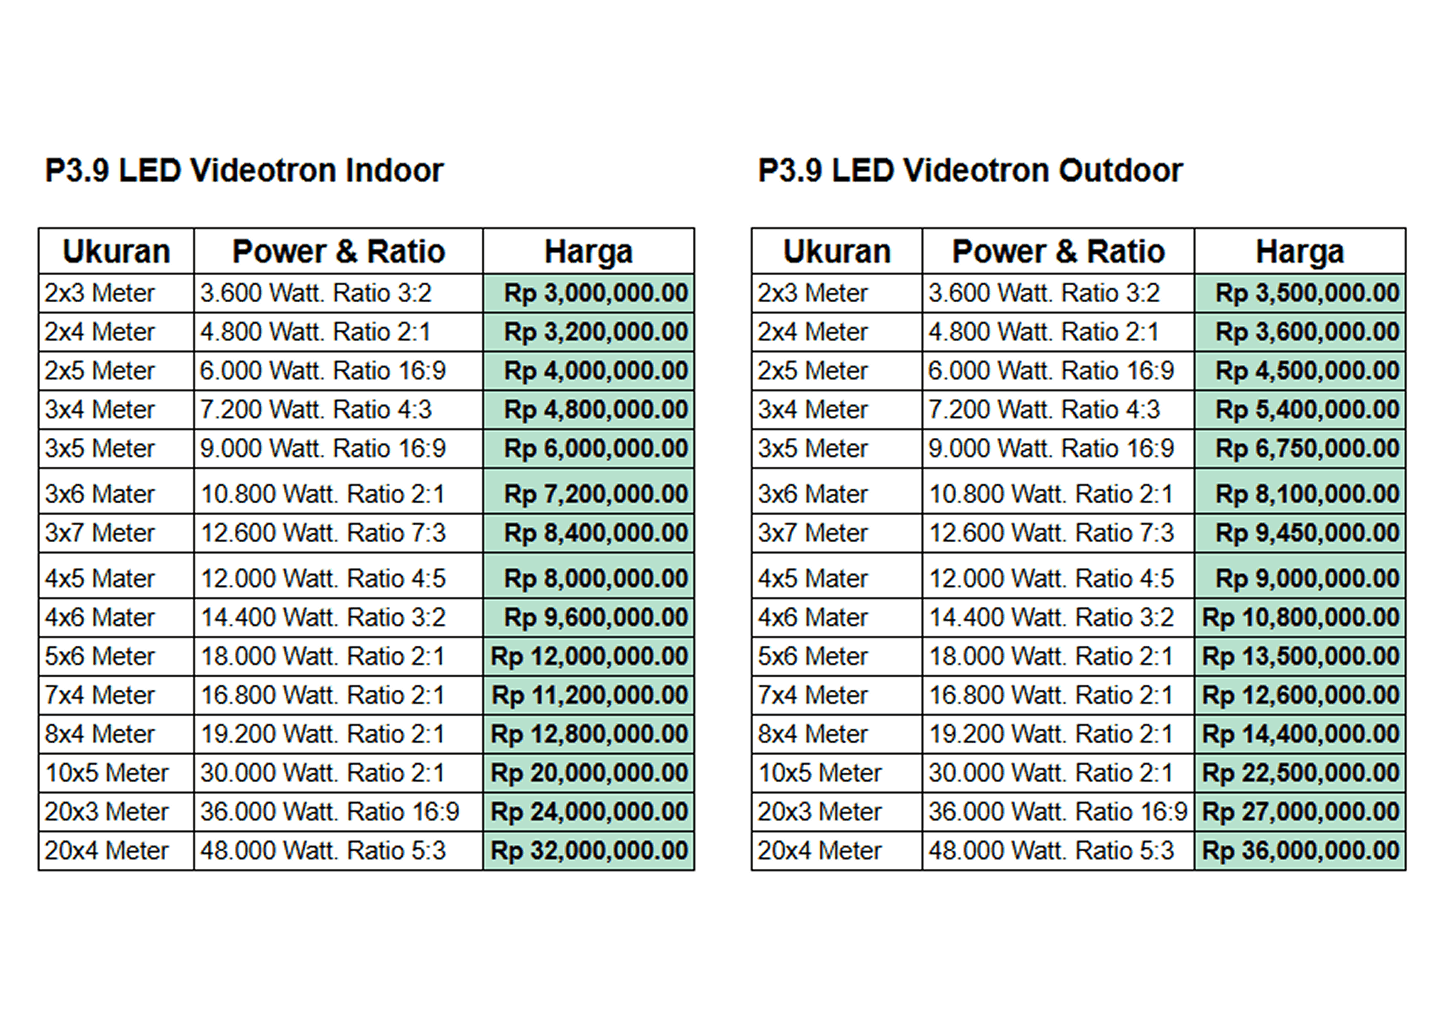 P3.9 LED Videotron Indoor
Ukuran Power & Ratio Harga
2x3 Meter 3.600 Watt. Ratio 3:2 Rp 3,000,000.00
2x4 Meter 4.800 Watt. Ratio 2:1 Rp 3,200,000.00
2x5 Meter 6.000 Watt. Ratio 16:9 Rp 4,000,000.00
3x4 Meter 7.200 Watt. Ratio 4:3 Rp 4,800,000.00
3x5 Meter 9.000 Watt. Ratio 16:9 Rp 6,000,000.00
3x6 Mater 10.800 Watt. Ratio 2:1 Rp 7,200,000.00
3x7 Meter 12.600 Watt. Ratio 7:3 Rp 8,400,000.00
4x5 Mater 12.000 Watt. Ratio 4:5 Rp 8,000,000.00
4x6 Mater 14.400 Watt. Ratio 3:2 Rp 9,600,000.00
5x6 Meter 18.000 Watt. Ratio 2:1 Rp 12,000,000.00
7x4 Meter 16.800 Watt. Ratio 2:1 Rp 11,200,000.00
8x4 Meter 19.200 Watt. Ratio 2:1 Rp 12,800,000.00
10x5 Meter 30.000 Watt. Ratio 2:1 Rp 20,000,000.00
20x3 Meter 36.000 Watt. Ratio 16:9 Rp 24,000,000.00
20x4 Meter 48.000 Watt. Ratio 5:3 Rp 32,000,000.00
P3.9 LED Videotron Outdoor
Ukuran Power & Ratio Harga
2x3 Meter 3.600 Watt. Ratio 3:2 Rp 3,500,000.00
2x4 Meter 4.800 Watt. Ratio 2:1 Rp 3,600,000.00
2x5 Meter 6.000 Watt. Ratio 16:9 Rp 4,500,000.00
3x4 Meter 7.200 Watt. Ratio 4:3 Rp 5,400,000.00
3x5 Meter 9.000 Watt. Ratio 16:9 Rp 6,750,000.00
3x6 Mater 10.800 Watt. Ratio 2:1 Rp 8,100,000.00
3x7 Meter 12.600 Watt. Ratio 7:3 Rp 9,450,000.00
4x5 Mater 12.000 Watt. Ratio 4:5 Rp 9,000,000.00
4x6 Mater 14.400 Watt. Ratio 3:2 Rp 10,800,000.00
5x6 Meter 18.000 Watt. Ratio 2:1 Rp 13,500,000.00
7x4 Meter 16.800 Watt. Ratio 2:1 Rp 12,600,000.00
8x4 Meter 19.200 Watt. Ratio 2:1 Rp 14,400,000.00
10x5 Meter 30.000 Watt. Ratio 2:1 Rp 22,500,000.00
20x3 Meter 36.000 Watt. Ratio 16:9 Rp 27,000,000.00
20x4 Meter 48.000 Watt. Ratio 5:3 Rp 36,000,000.00